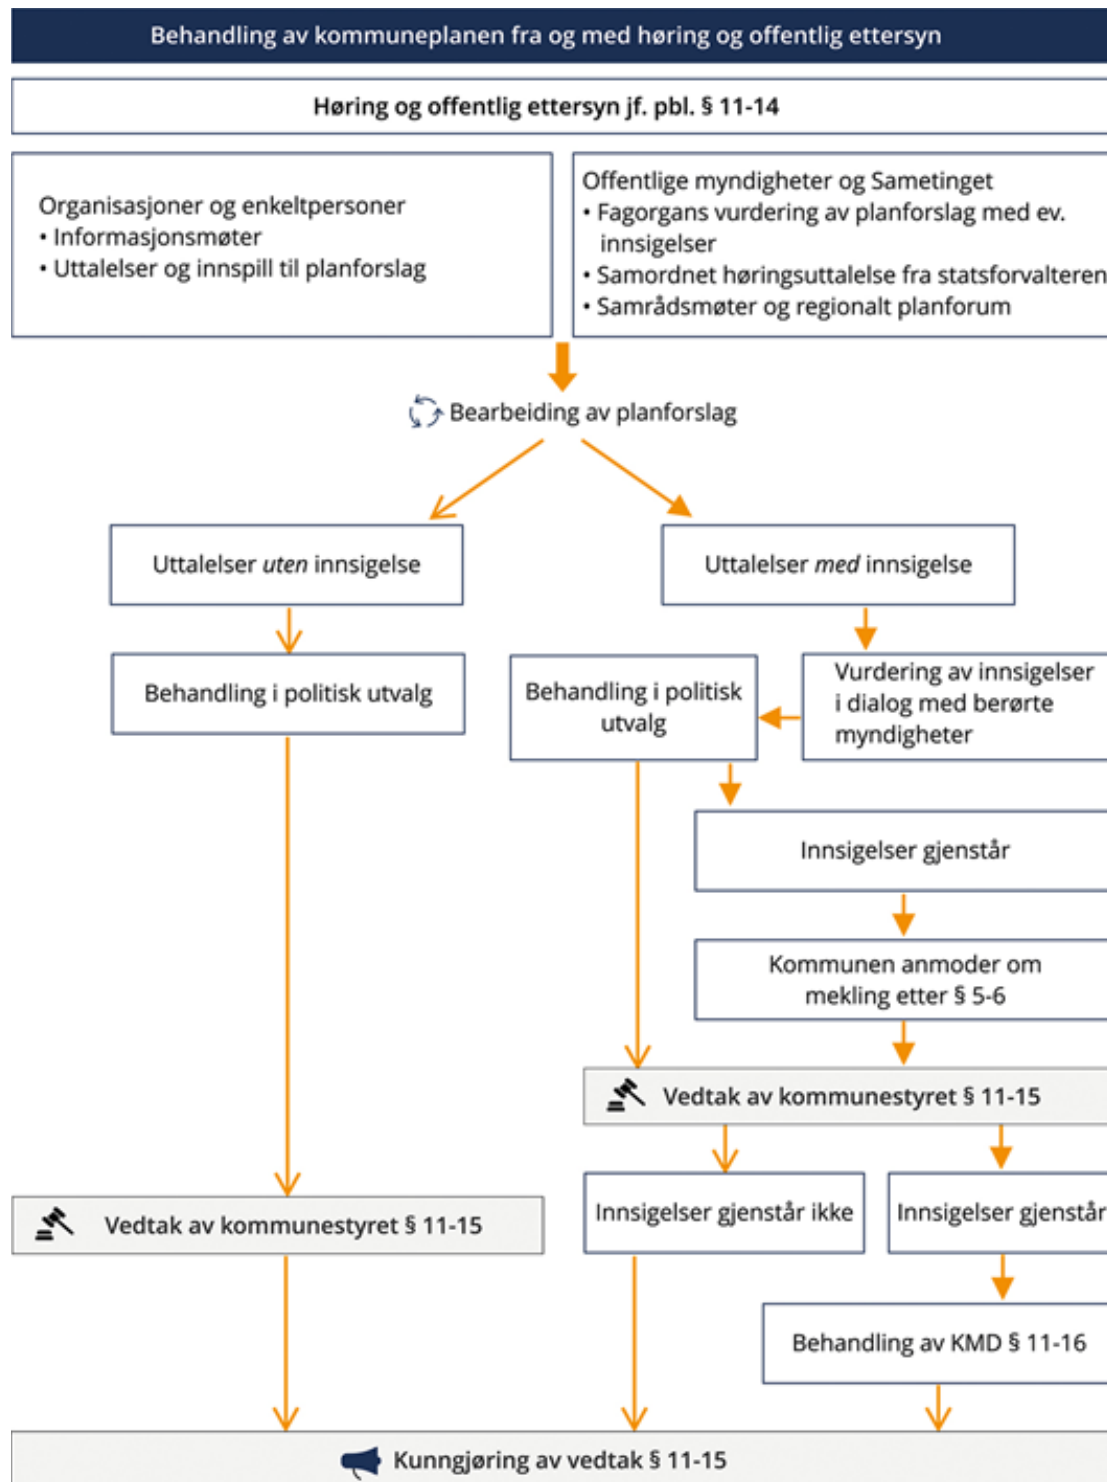 Behandling av kommuneplanen fra og med høring og offentlig ettersyn
Høring og offentlig ettersyn jf. pbl. § 11-14
Organisasjoner og enkeltpersoner
• Informasjonsmøter
• Uttalelser og innspill til planforslag
Offentlige myndigheter og Sametinget
• Fagorgans vurdering av planforslag med ev.
innsigelser
• Samordnet høringsuttalelse fra statsforvalteren
• Samrådsmøter og regionalt planforum
Bearbeiding av planforslag
Uttalelser uten innsigelse
Uttalelser med innsigelse
Behandling i politisk utvalg
Behandling i politisk
utvalg
Vurdering av innsigelser
i dialog med berørte
myndigheter
Innsigelser gjenstår
Kommunen anmoder om
mekling etter § 5-6
Vedtak av kommunestyret § 11-15
Innsigelser gjenstår ikke
Innsigelser gjenstår
Vedtak av kommunestyret § 11-15
Behandling av KMD § 11-16
Kunngjøring av vedtak § 11-15